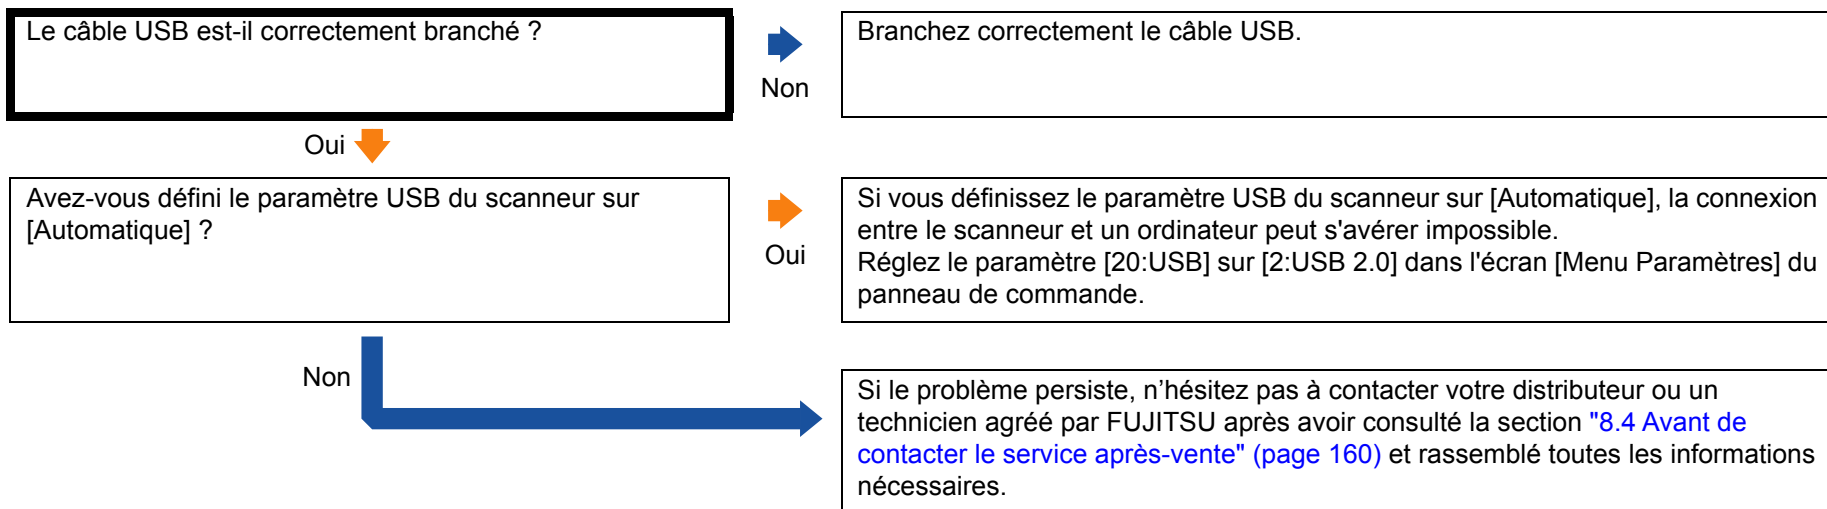 Le câble USB est-il correctement branché ?
Non
Branchez correctement le câble USB.
Oui
Avez-vous défini le paramètre USB du scanneur sur
[Automatique] ?
Oui
Si vous définissez le paramètre USB du scanneur sur [Automatique], la connexion
entre le scanneur et un ordinateur peut s'avérer impossible.
Réglez le paramètre [20:USB] sur [2:USB 2.0] dans l'écran [Menu Paramètres] du
panneau de commande.
Non
Si le problème persiste, n’hésitez pas à contacter votre distributeur ou un
technicien agréé par FUJITSU après avoir consulté la section "8.4 Avant de
contacter le service après-vente" (page 160) et rassemblé toutes les informations
nécessaires.